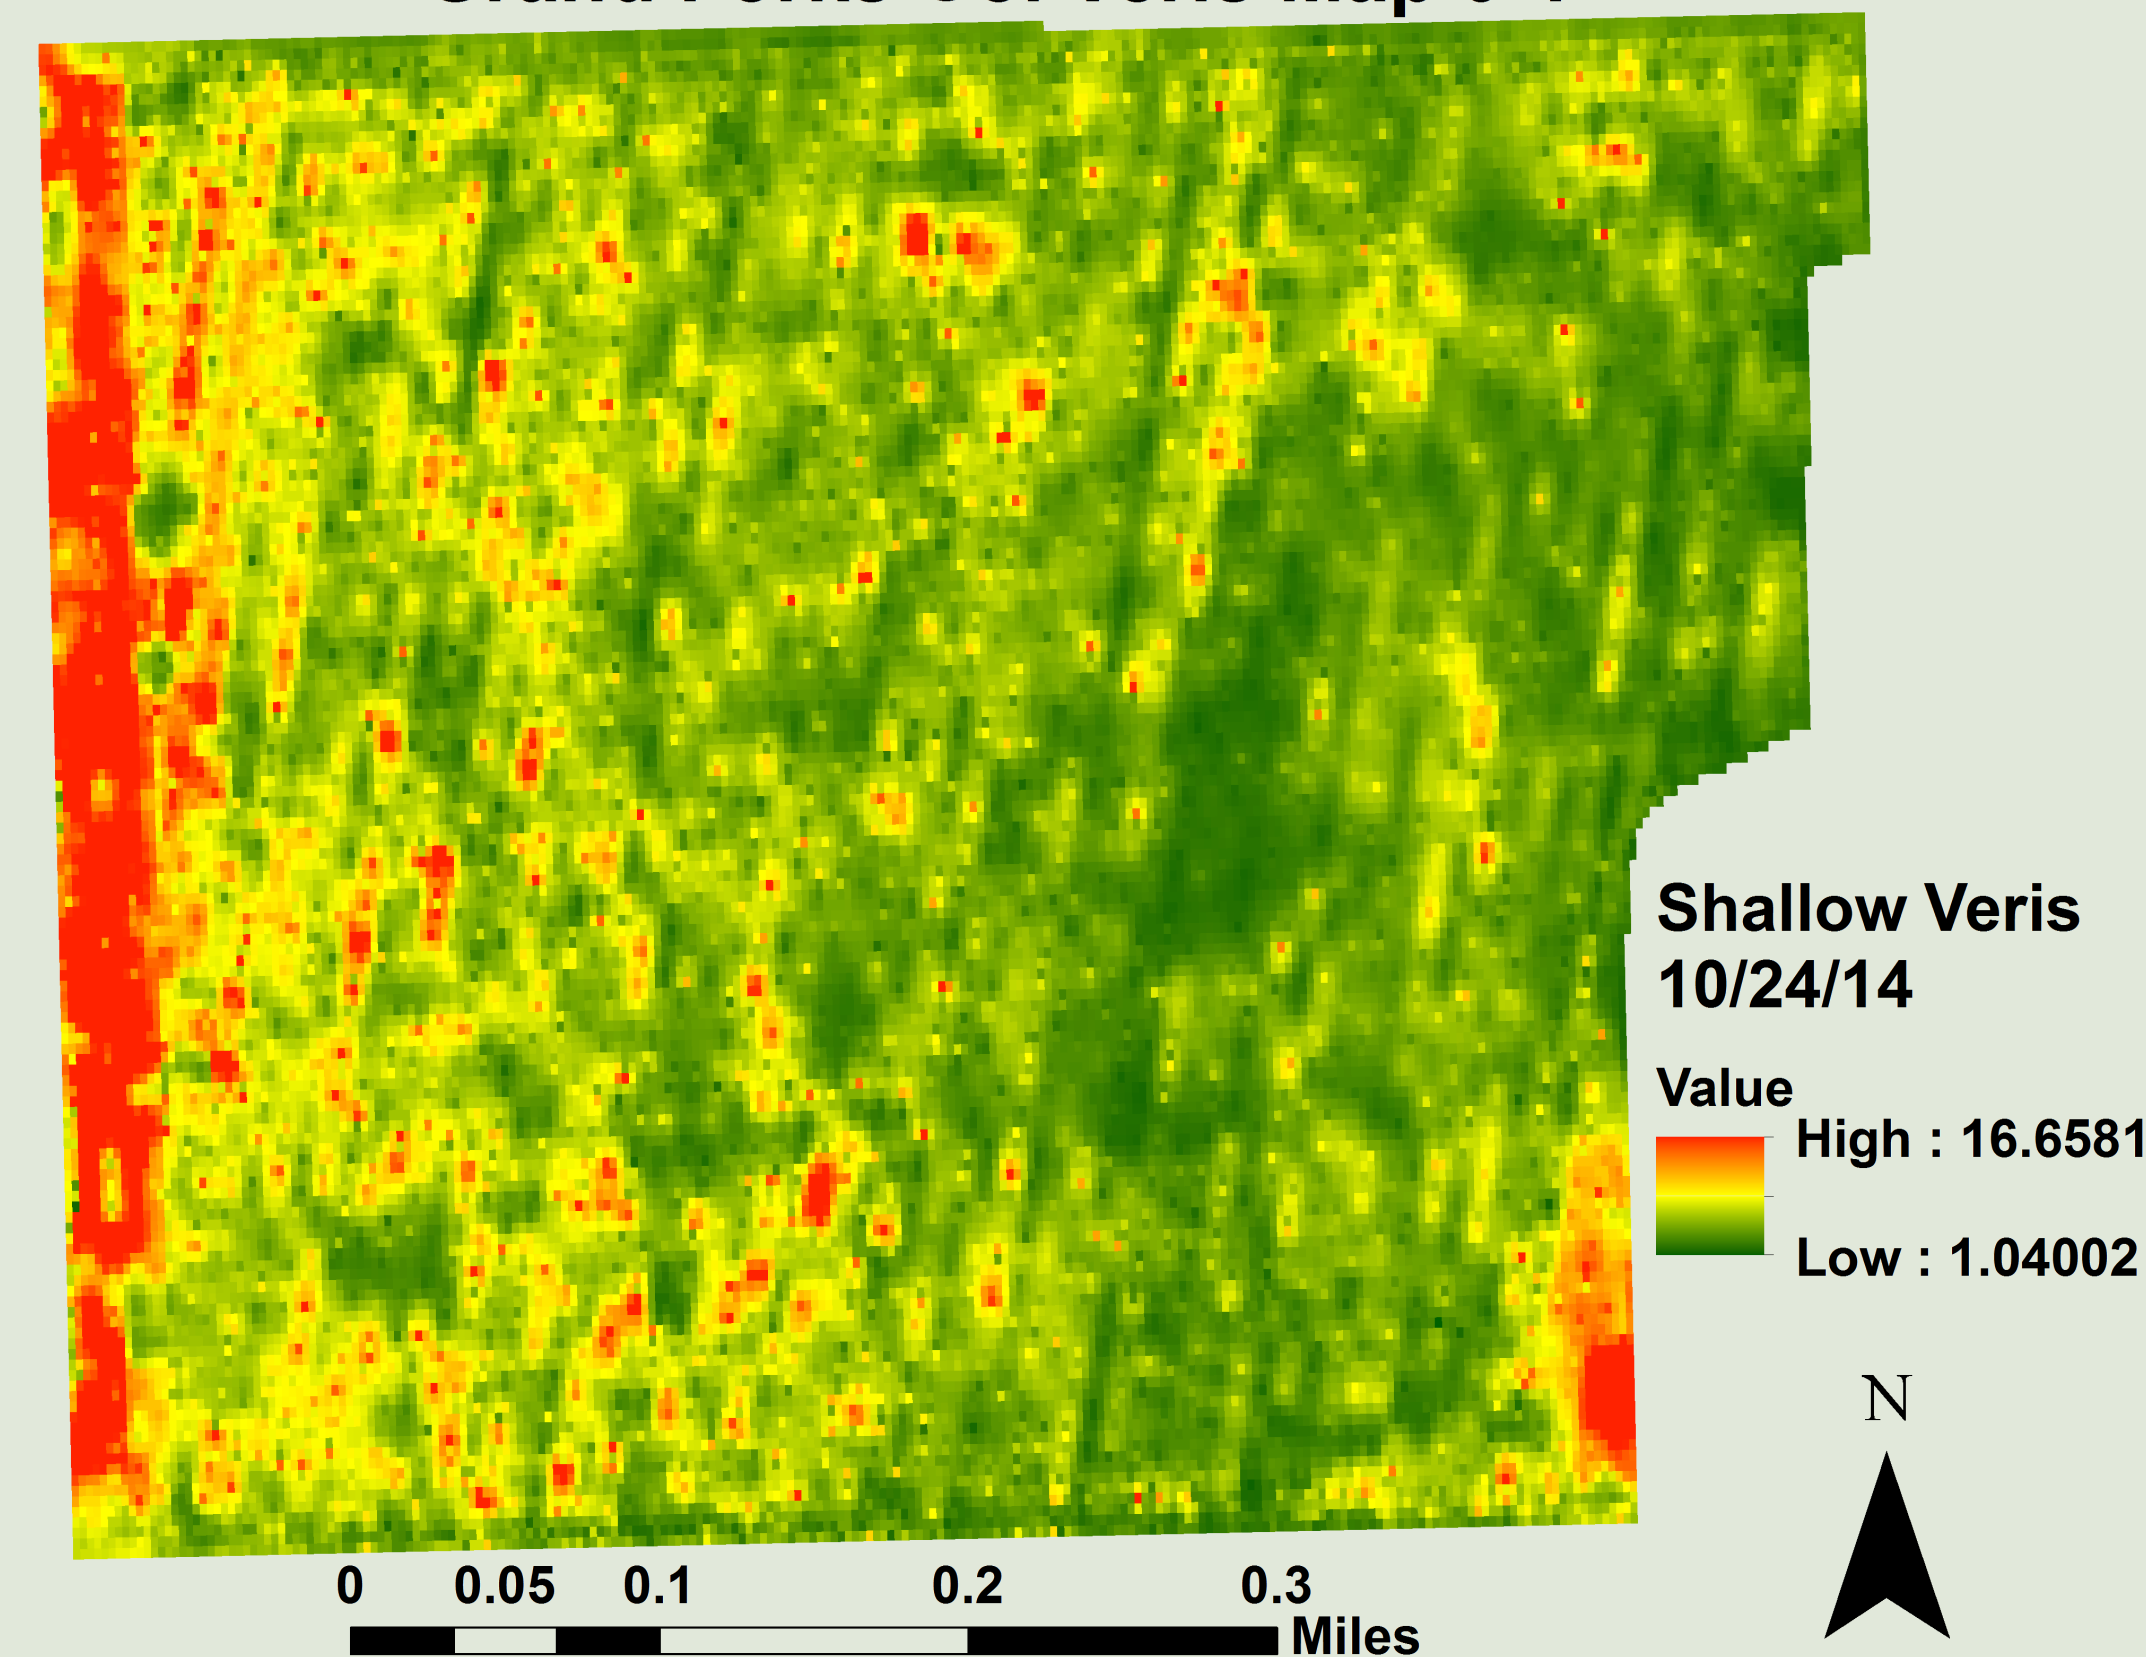 Shallow Veris
10/24/14
Value
High : 16.6581
Low : 1.04002
N
0 0.05 0.1 0.2 0.3
Miles